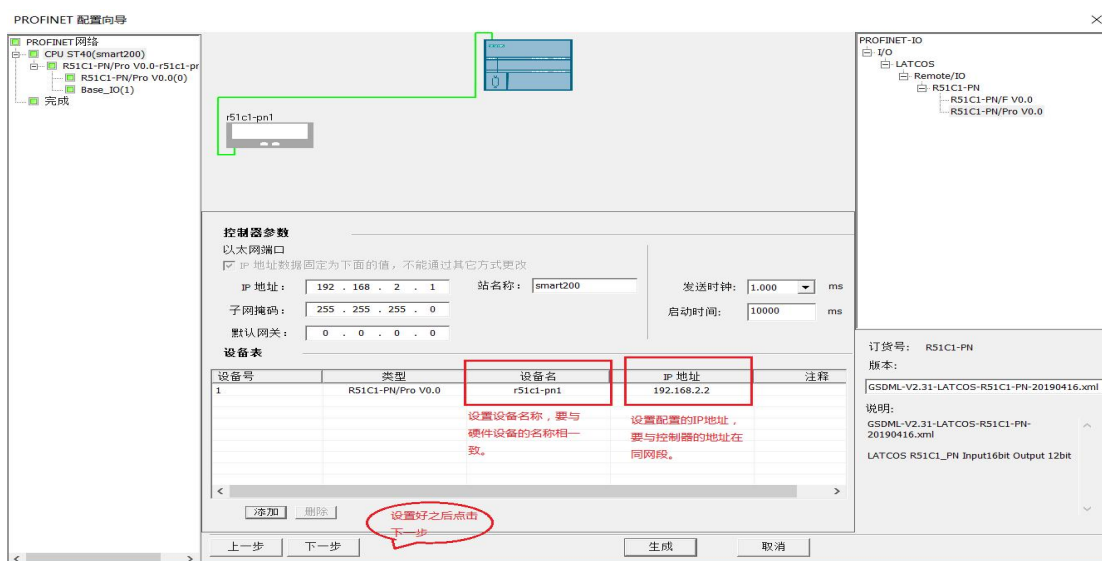 PROFINET 配置向导
PROFINET网络
CPU ST40(smart200)
R51C1-PN/Pro V0.0-r51c1-pr
R51C1-PN/Pro V0.0(0)
Base_IO(1)
完成
r51c1-pn1
PROFINET-IO
I/O
LATCOS
Remote/IO
R51C1-PN
R51C1-PN/F V0.0
R51C1-PN/Pro V0.0
控制器参数
以太网端口
IP 地址数据固定为下面的值，不能通过其它方式更改
IP 地址： 192 . 168 . 2 . 1 站名称： smart200 发送时钟: 1.000 ms
子网掩码： 255 . 255 . 255 . 0 启动时间: 10000 ms
默认网关： 0 . 0 . 0 . 0
设备表
设备号 类型 设备名 IP 地址 注释
1 R51C1-PN/Pro V0.0 r51c1-pn1 192.168.2.2
设置设备名称，要与
硬件设备的名称相一
致。
设置配置的IP地址，
要与控制器的地址在
同网段。
添加 删除
设置好之后点击
下一步
上一步 下一步 生成 取消
订货号： R51C1-PN
版本：
GSDML-V2.31-LATCOS-R51C1-PN-20190416.xml
说明：
GSDML-V2.31-LATCOS-R51C1-PN-
20190416.xml
LATCOS R51C1_PN Input16bit Output 12bit